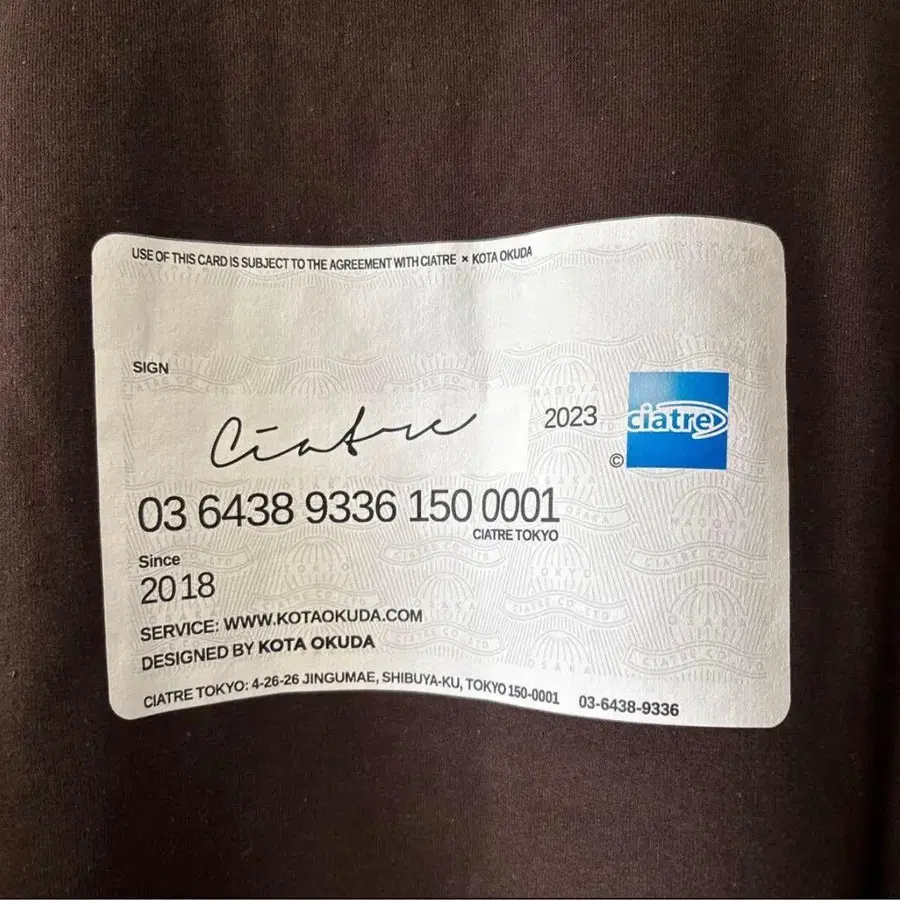 USE OF THIS CARD IS SUBJECT TO THE AGREEMENT WITH CIATRE × KOTA OKUDA
SIGN
Ciatre
2023
ciatre
©
03 6438 9336 150 0001
CIATRE TOKYO
Since
2018
SERVICE: WWW.KOTAOKUDA.COM
DESIGNED BY KOTA OKUDA
CIATRE TOKYO: 4-26-26 JINGUMAE, SHIBUYA-KU, TOKYO 150-0001 03-6438-9336